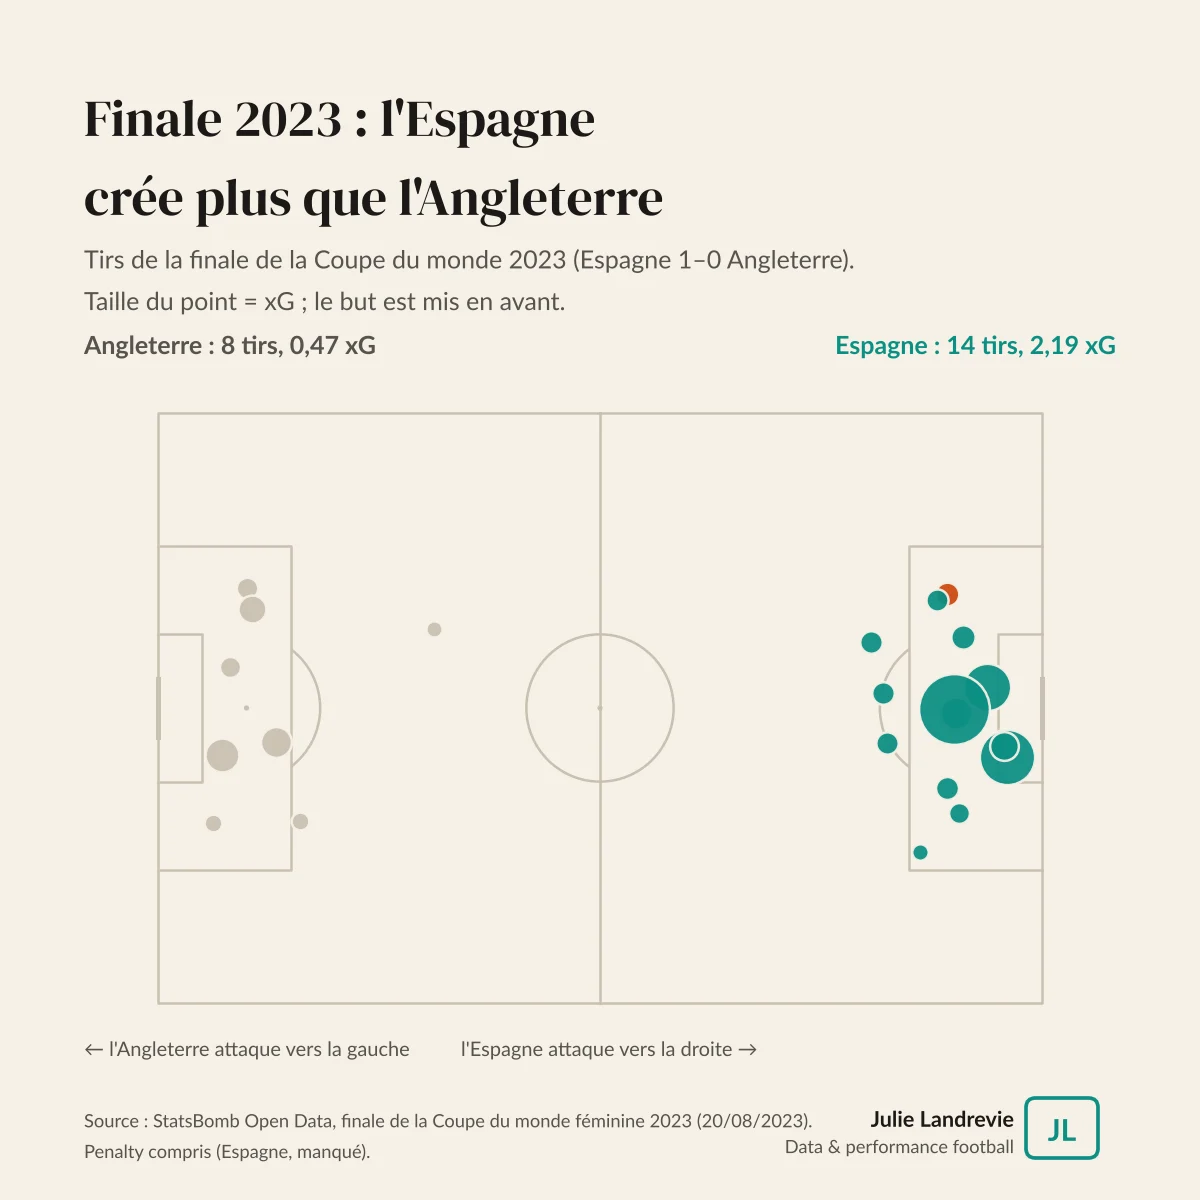 Finale 2023 : l'Espagne
crée plus que l'Angleterre
Tirs de la finale de la Coupe du monde 2023 (Espagne 1–0 Angleterre).
Taille du point = xG ; le but est mis en avant.
Angleterre : 8 tirs, 0,47 xG
Espagne : 14 tirs, 2,19 xG
← l'Angleterre attaque vers la gauche
l'Espagne attaque vers la droite →
Source : StatsBomb Open Data, finale de la Coupe du monde féminine 2023 (20/08/2023).
Penalty compris (Espagne, manqué).
Julie Landrevie
Data & performance football
JL